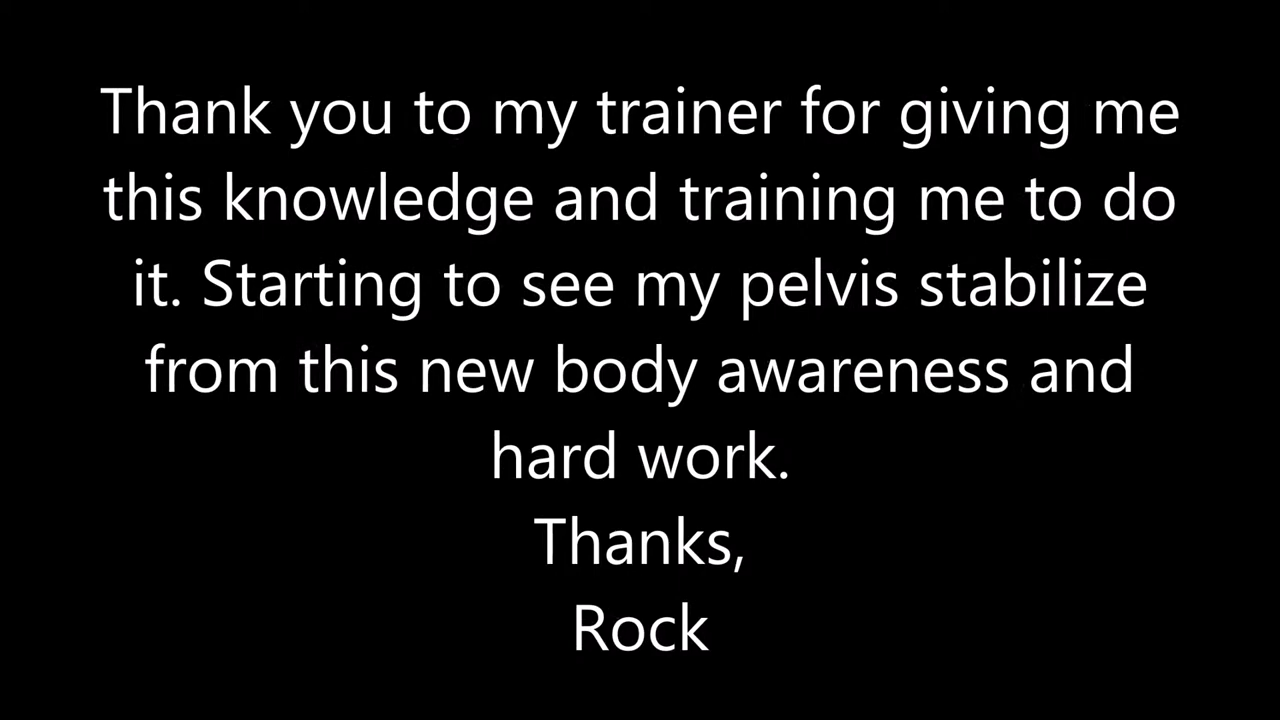 Thank you to my trainer for giving me
this knowledge and training me to do
it. Starting to see my pelvis stabilize
from this new body awareness and
hard work.
Thanks,
Rock